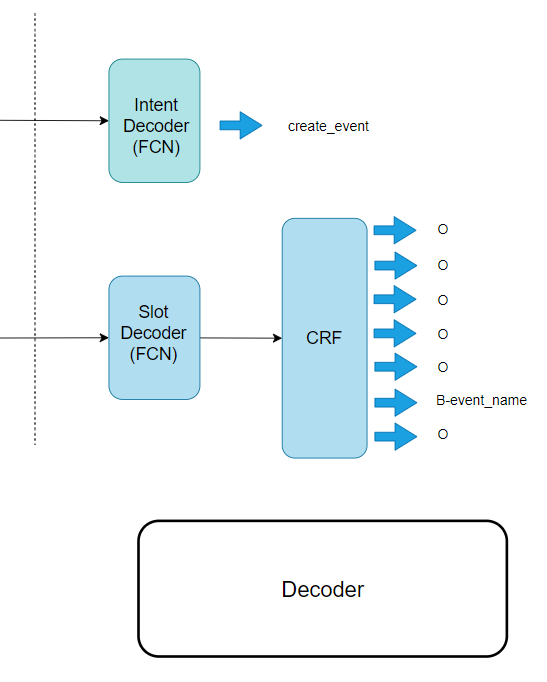 Intent
Decoder
(FCN)
create_event
Slot
Decoder
(FCN)
CRF
O
O
O
O
O
B-event_name
O
Decoder